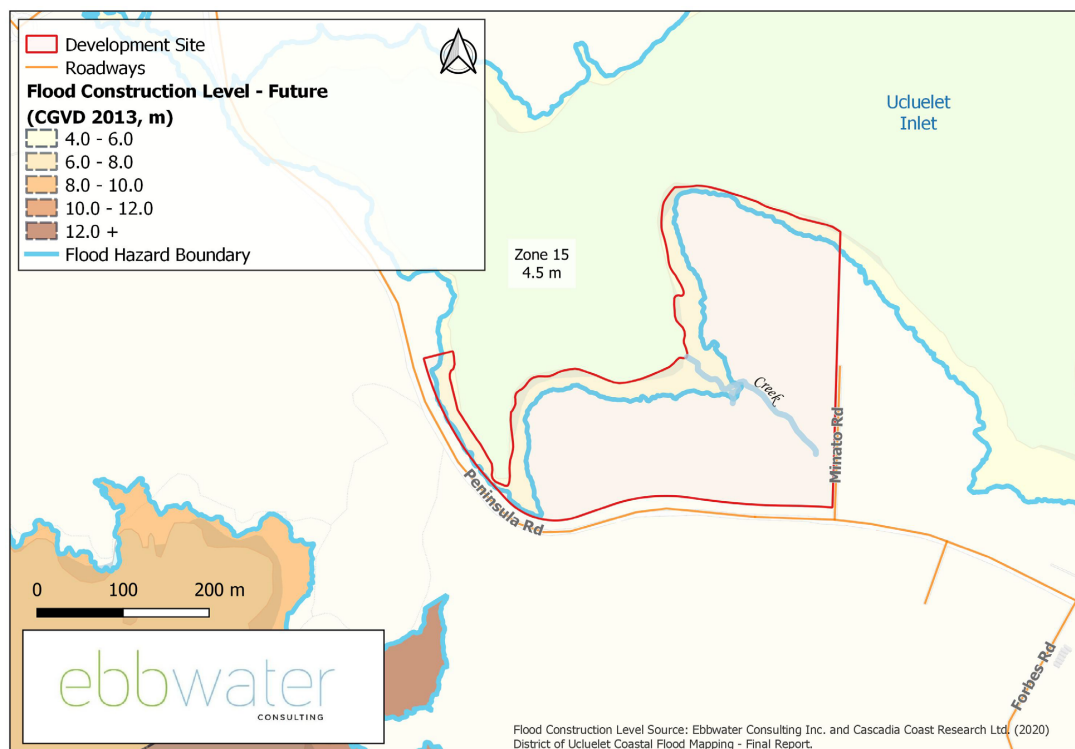 Development Site
Roadways
Flood Construction Level - Future
(CGVD 2013, m)
4.0 - 6.0
6.0 - 8.0
8.0 - 10.0
10.0 - 12.0
12.0 +
Flood Hazard Boundary
Ucluelet
Inlet
Zone 15
4.5 m
Creek
Minato Rd
Peninsula Rd
Forbes Rd
0 100 200 m
ebbwater
CONSULTING
Flood Construction Level Source: Ebbwater Consulting Inc. and Cascadia Coast Research Ltd. (2020)
District of Ucluelet Coastal Flood Mapping - Final Report.